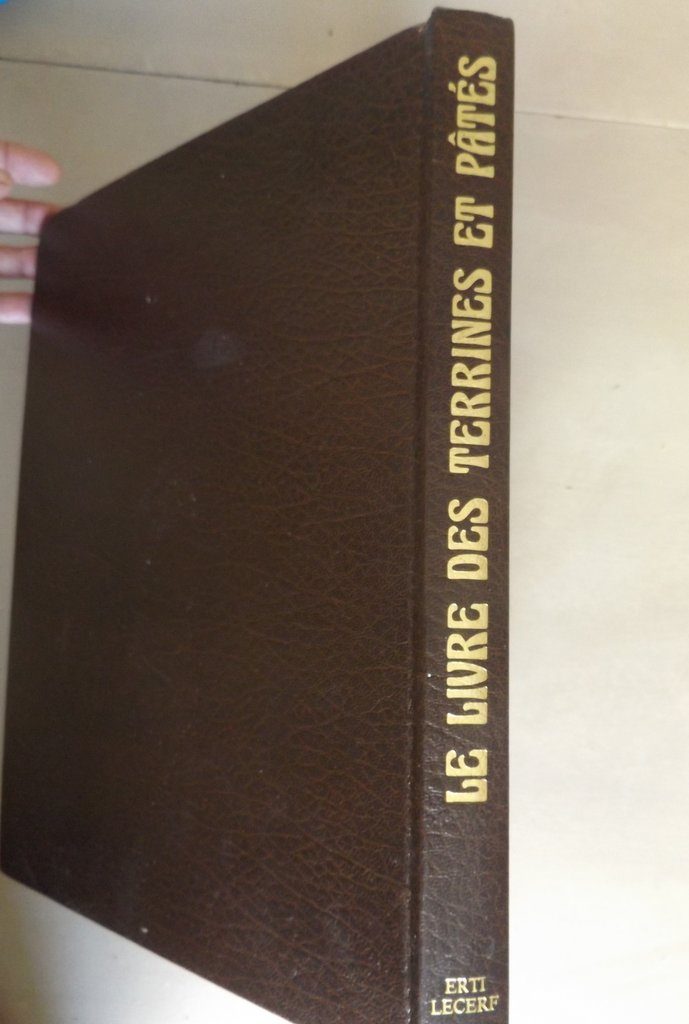 LE LIVRE DES TERRINES ET PÂTÉS
ERTI
LECERF